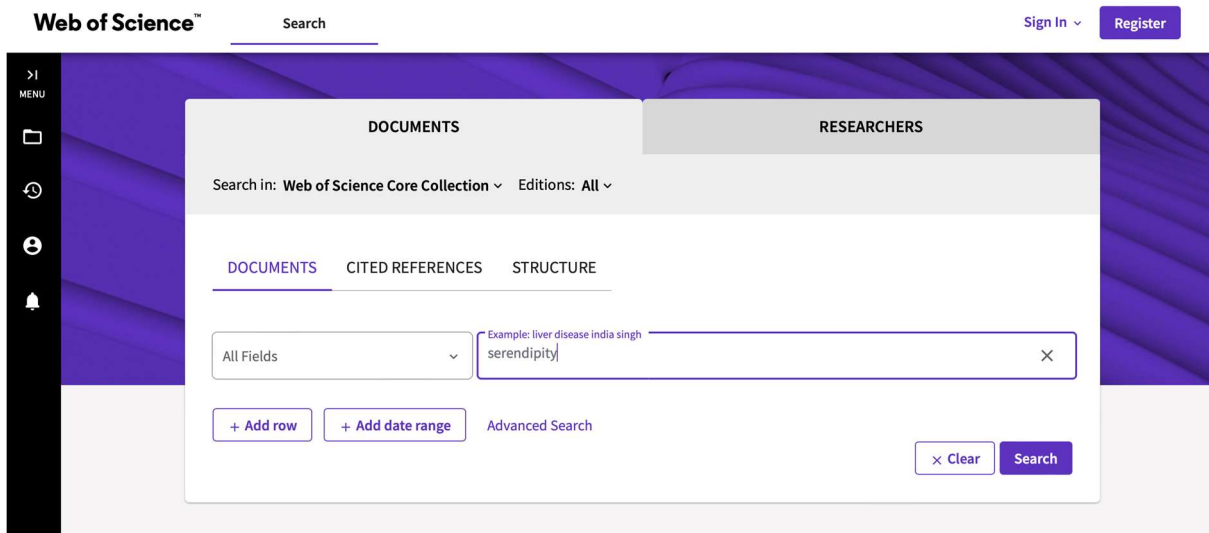 Web of Science™ Search Sign In Register
MENU
DOCUMENTS RESEARCHERS
Search in: Web of Science Core Collection Editions: All
DOCUMENTS CITED REFERENCES STRUCTURE
Example: liver disease india singh
All Fields serendipity
+ Add row + Add date range Advanced Search
× Clear Search